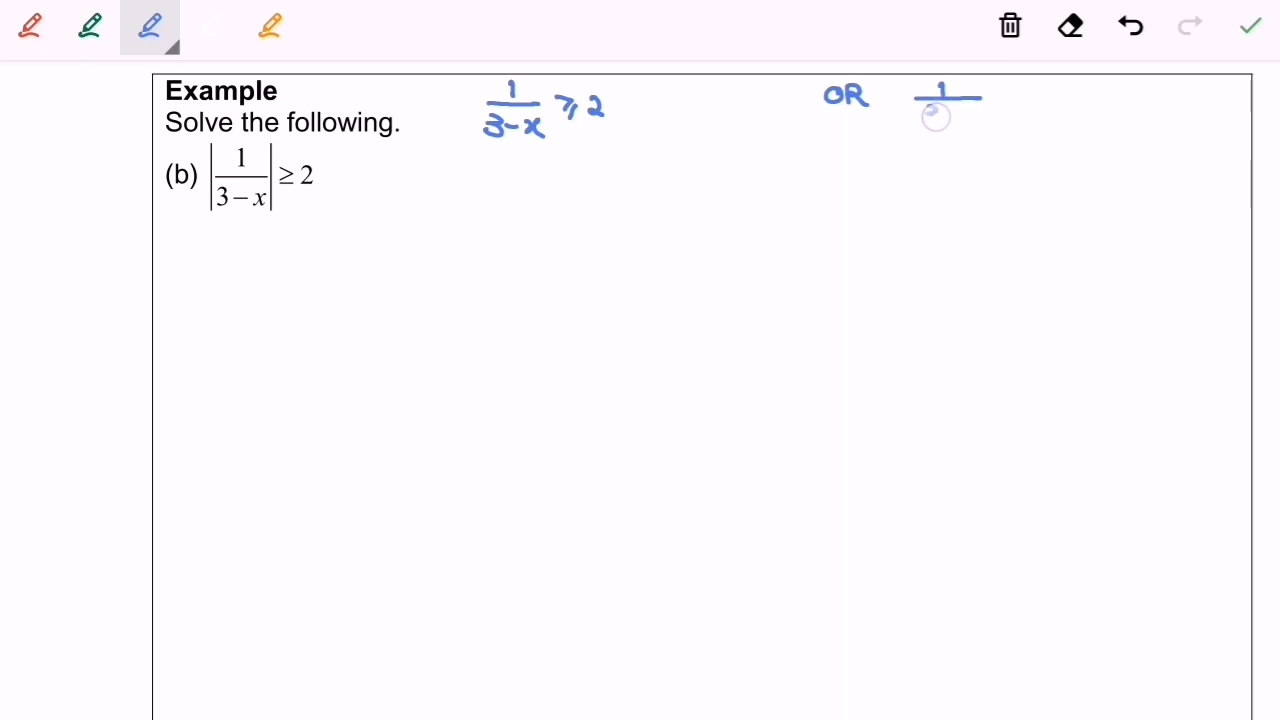 Example
Solve the following.
(b) |1/(3−x)| ≥ 2
1/(3−x) ≥ 2 OR 1/